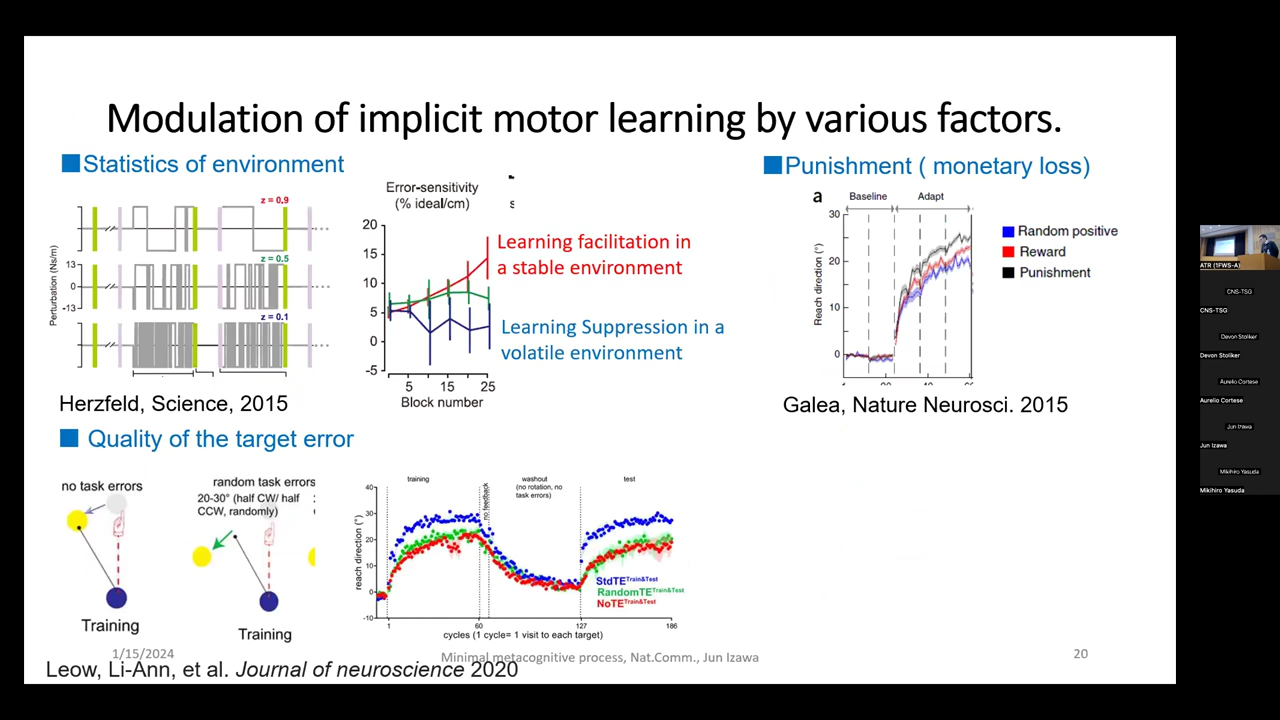 Modulation of implicit motor learning by various factors.
■Statistics of environment
z = 0.9
z = 0.5
z = 0.1
Perturbation (Ns/m)
13
0
-13
Herzfeld, Science, 2015
Error-sensitivity
(% ideal/cm)
20
15
10
5
0
-5
5
15
25
Block number
Learning facilitation in
a stable environment
Learning Suppression in a
volatile environment
■Punishment ( monetary loss)
a
Baseline
Adapt
Reach direction (°)
30
20
10
0
Random positive
Reward
Punishment
Galea, Nature Neurosci. 2015
■ Quality of the target error
no task errors
Training
random task errors
20-30° (half CW/ half
CCW, randomly)
Training
training
no feedback
washout
(no rotation, no
task errors)
test
reach direction (°)
40
30
20
10
0
-10
1
60
127
186
StdTETrain&Test
RandomTETrain&Test
NoTETrain&Test
cycles (1 cycle= 1 visit to each target)
1/15/2024
Minimal metacognitive process, Nat.Comm., Jun Izawa
20
Leow, Li-Ann, et al. Journal of neuroscience 2020
ATR (1FWS-A)
CNS-TSG
CNS-TSG
Devon Stoliker
Devon Stoliker
Aurelio Cortese
Aurelio Cortese
Jun Izawa
Jun Izawa
Mikihiro Yasuda
Mikihiro Yasuda